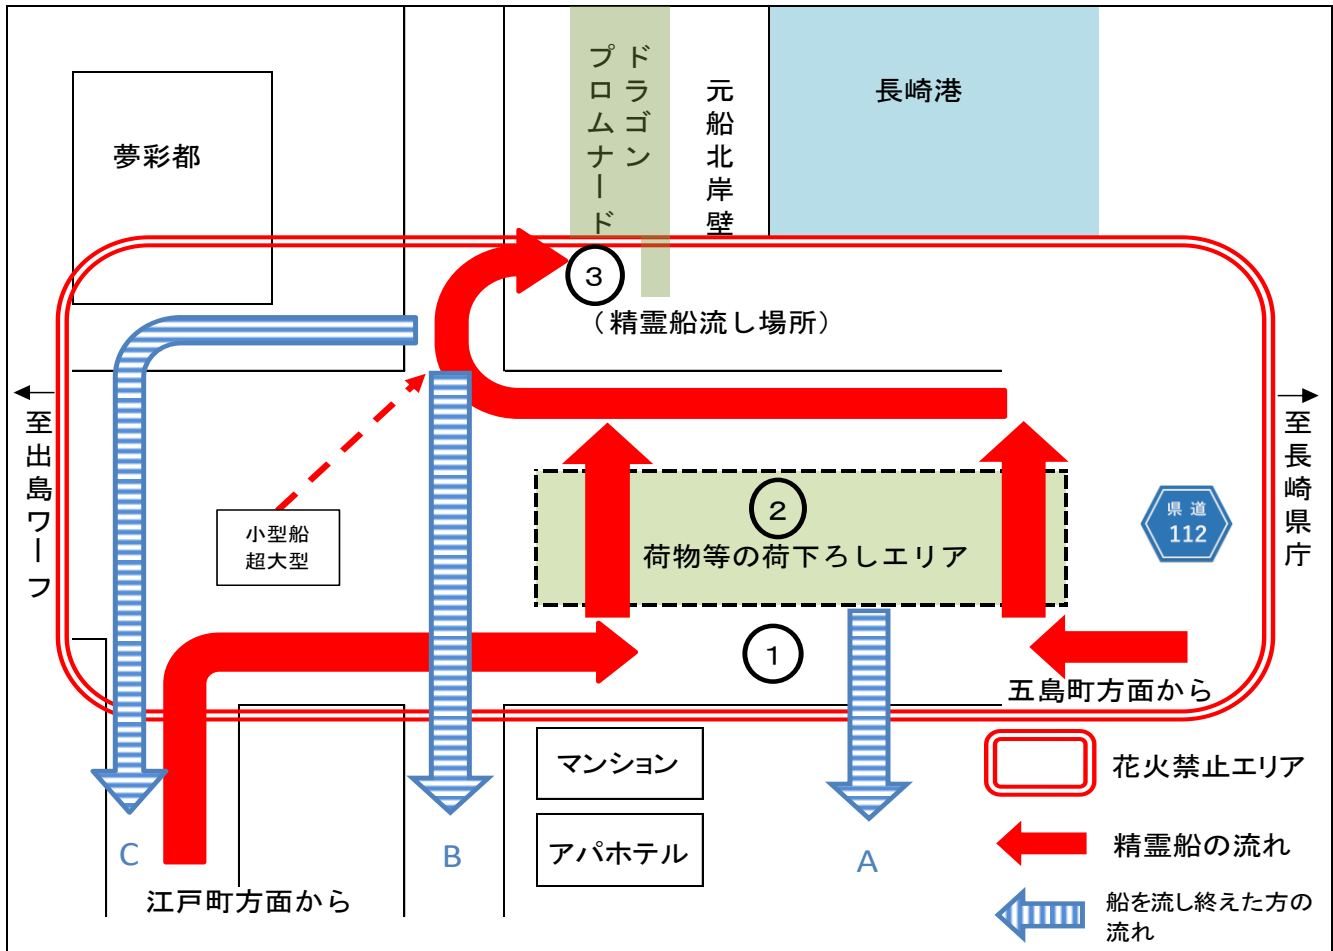 ドラゴン
プロムナード
元船北岸壁
長崎港
夢彩都
3
（精霊船流し場所）
至出島ワーフ
至長崎県庁
小型船
超大型
2
荷物等の荷下ろしエリア
県道
112
1
五島町方面から
マンション
アパホテル
C
B
A
江戸町方面から
花火禁止エリア
精霊船の流れ
船を流し終えた方の
流れ